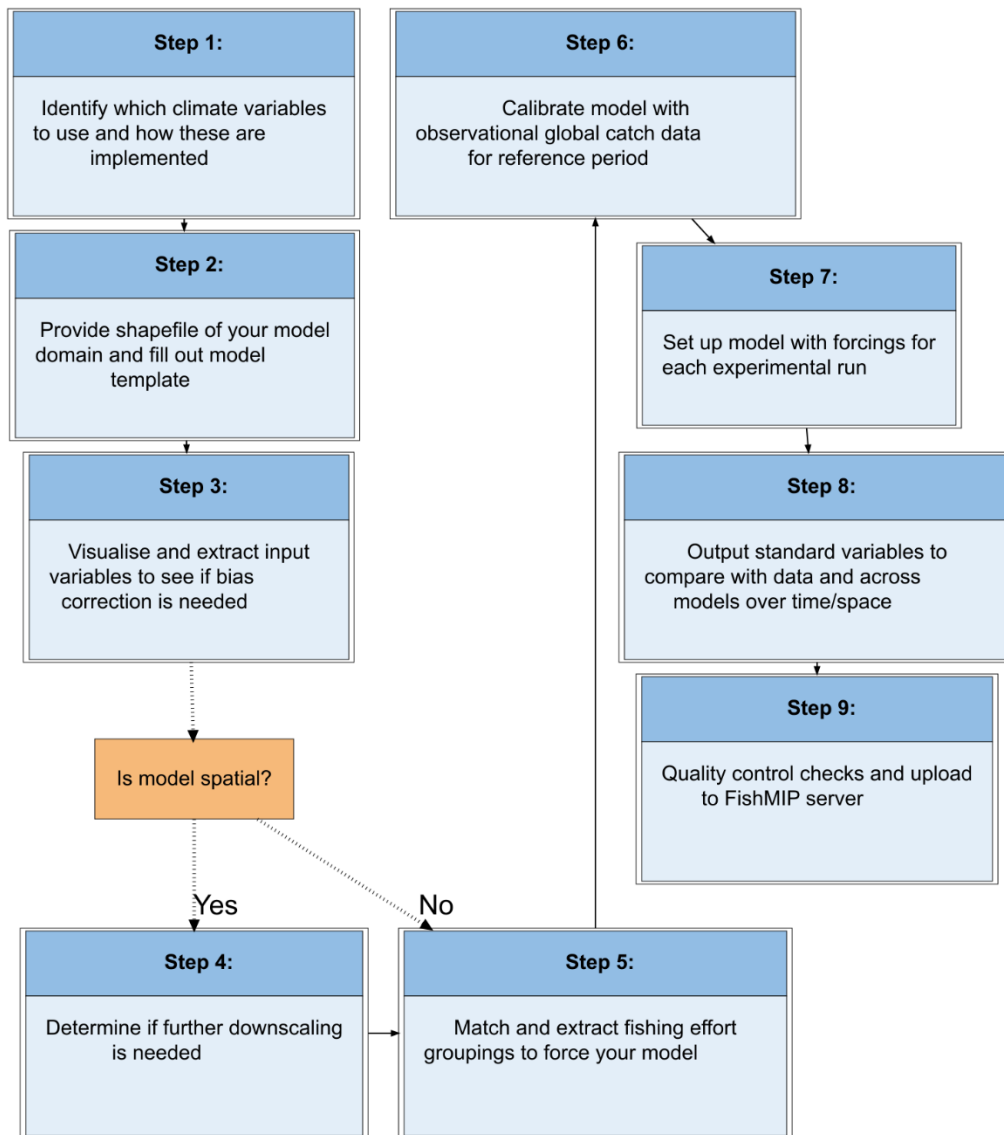 Step 1:
Identify which climate variables
to use and how these are
implemented
Step 2:
Provide shapefile of your model
domain and fill out model
template
Step 3:
Visualise and extract input
variables to see if bias
correction is needed
Is model spatial?
Yes
No
Step 4:
Determine if further downscaling
is needed
Step 5:
Match and extract fishing effort
groupings to force your model
Step 6:
Calibrate model with
observational global catch data
for reference period
Step 7:
Set up model with forcings for
each experimental run
Step 8:
Output standard variables to
compare with data and across
models over time/space
Step 9:
Quality control checks and upload
to FishMIP server